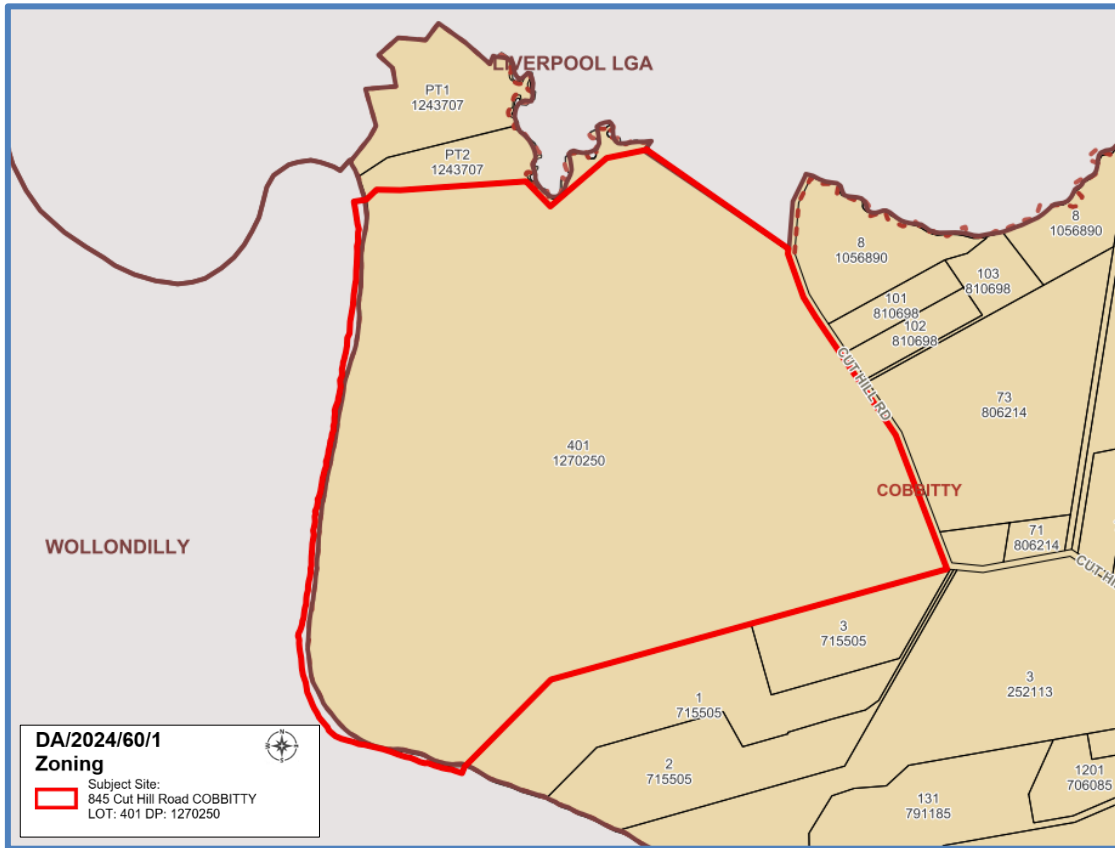 LIVERPOOL LGA
PT1
1243707
PT2
1243707
8
1056890
8
1056890
103
810698
101
810698
102
810698
CUT HILL RD
73
806214
401
1270250
COBBITTY
WOLLONDILLY
71
806214
CUT HI
3
715505
3
252113
1
715505
2
715505
1201
706085
131
791185
DA/2024/60/1
Zoning
N
W E
S
Subject Site:
845 Cut Hill Road COBBITTY
LOT: 401 DP: 1270250